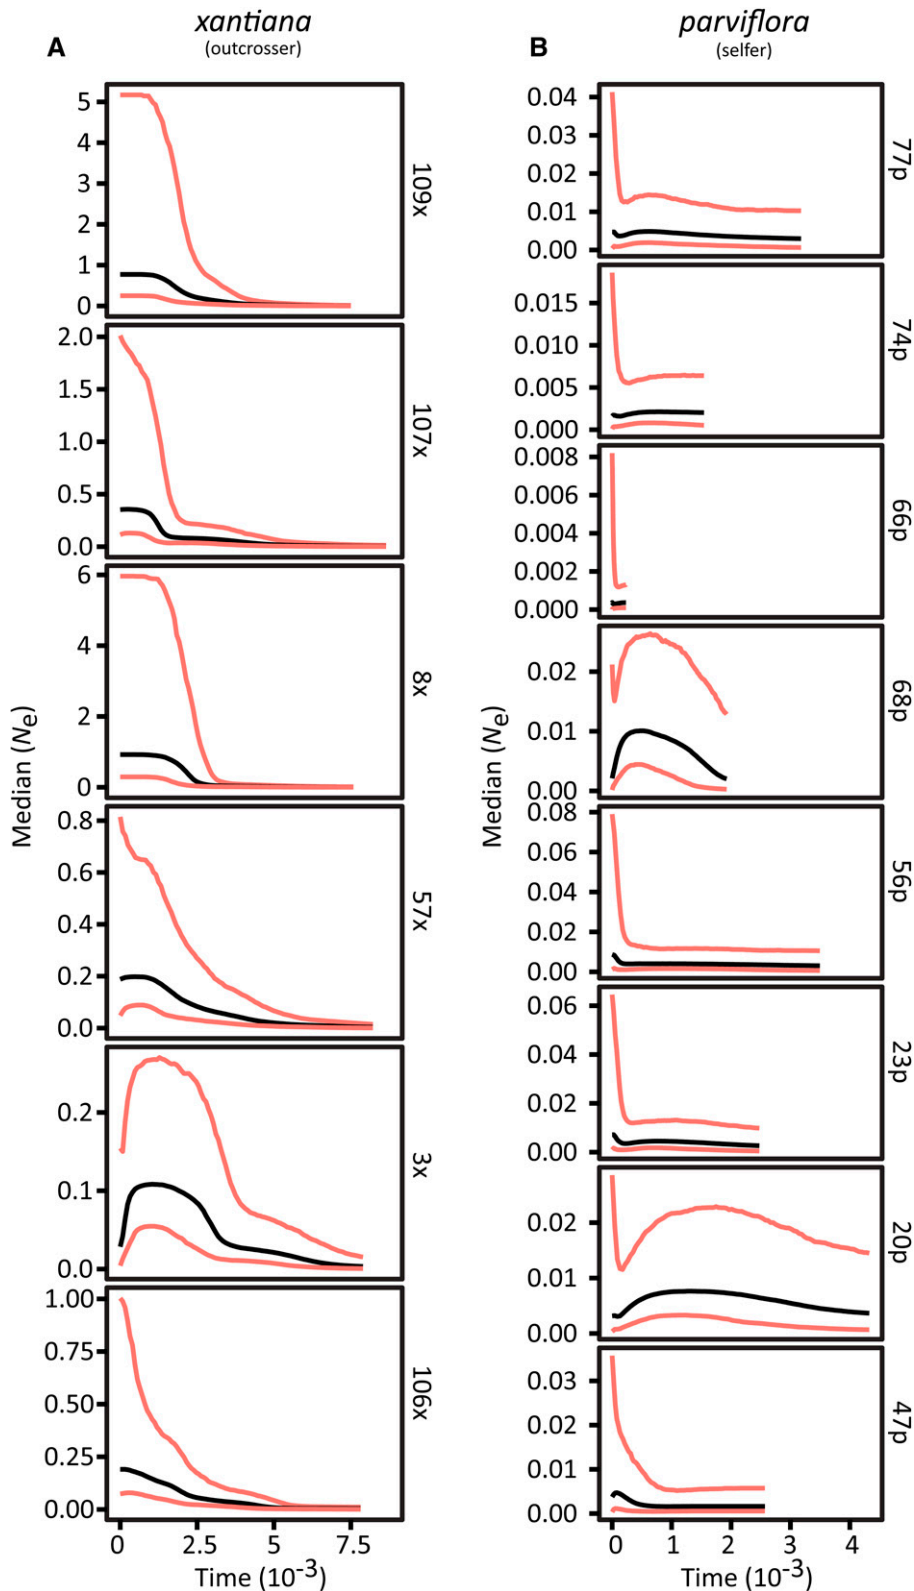 A
xantiana
(outcrosser)
5
4
3
2
1
0
109x
2.0
1.5
1.0
0.5
0.0
107x
6
4
2
0
8x
0.8
0.6
0.4
0.2
0.0
57x
0.2
0.1
0.0
3x
1.00
0.75
0.50
0.25
0.00
106x
Median (Ne)
0 2.5 5 7.5
Time (10-3)
B
parviflora
(selfer)
0.04
0.03
0.02
0.01
0.00
77p
0.015
0.010
0.005
0.000
74p
0.008
0.006
0.004
0.002
0.000
66p
0.02
0.01
0.00
68p
0.08
0.06
0.04
0.02
0.00
56p
0.06
0.04
0.02
0.00
23p
0.02
0.01
0.00
20p
0.03
0.02
0.01
0.00
47p
Median (Ne)
0 1 2 3 4
Time (10-3)